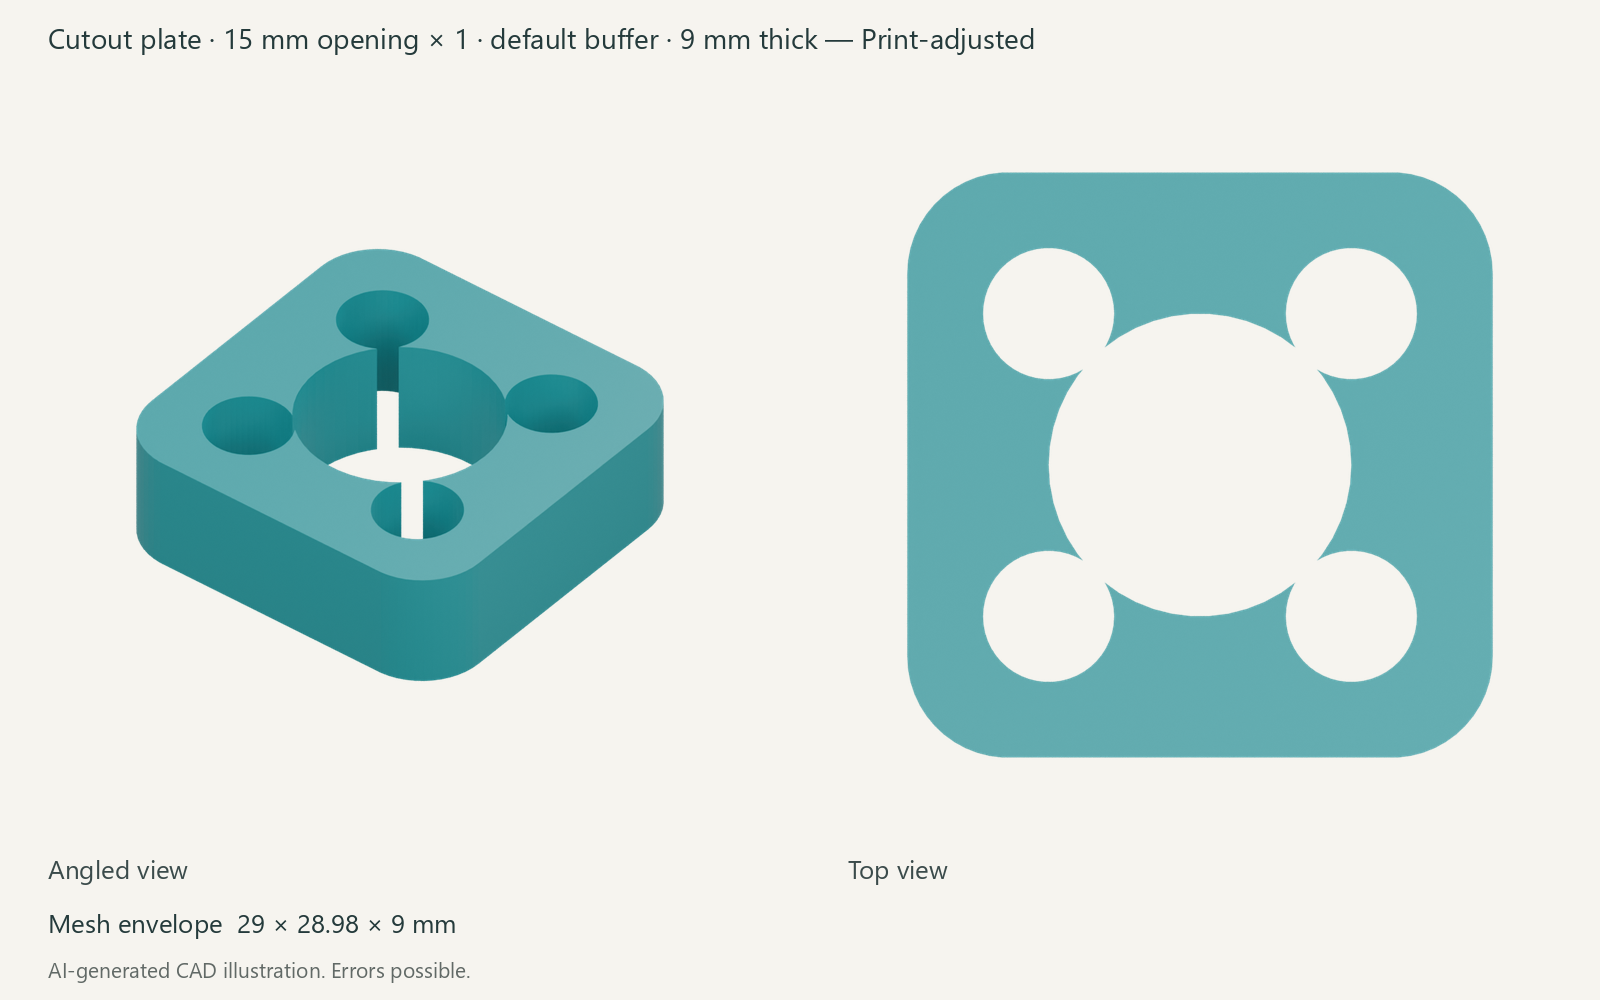 Cutout plate · 15 mm opening × 1 · default buffer · 9 mm thick — Print-adjusted
Angled view
Top view
Mesh envelope 29 × 28.98 × 9 mm
AI-generated CAD illustration. Errors possible.